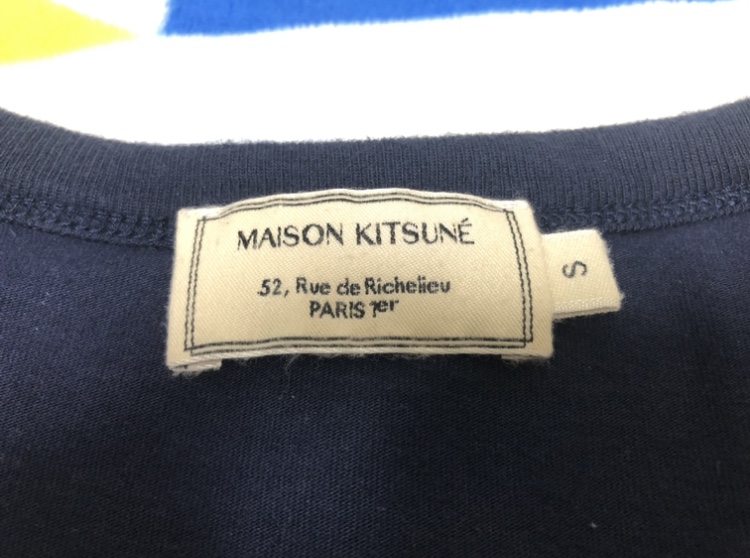 MAISON KITSUNÉ
52, Rue de Richelieu
PARIS 1er
S